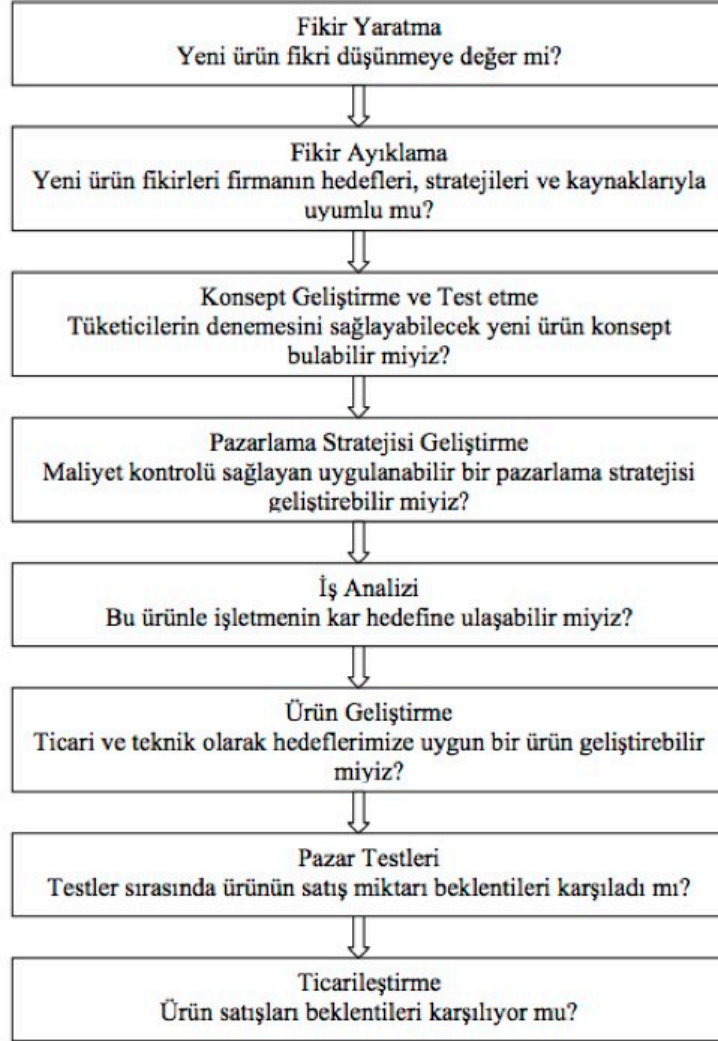 Fikir Yaratma
Yeni ürün fikri düşünmeye değer mi?
Fikir Ayıklama
Yeni ürün fikirleri firmanın hedefleri, stratejileri ve kaynaklarıyla
uyumlu mu?
Konsept Geliştirme ve Test etme
Tüketicilerin denemesini sağlayabilecek yeni ürün konsept
bulabilir miyiz?
Pazarlama Stratejisi Geliştirme
Maliyet kontrolü sağlayan uygulanabilir bir pazarlama stratejisi
geliştirebilir miyiz?
İş Analizi
Bu ürünle işletmenin kar hedefine ulaşabilir miyiz?
Ürün Geliştirme
Ticari ve teknik olarak hedeflerimize uygun bir ürün geliştirebilir
miyiz?
Pazar Testleri
Testler sırasında ürünün satış miktarı beklentileri karşıladı mı?
Ticarileştirme
Ürün satışları beklentileri karşılıyor mu?